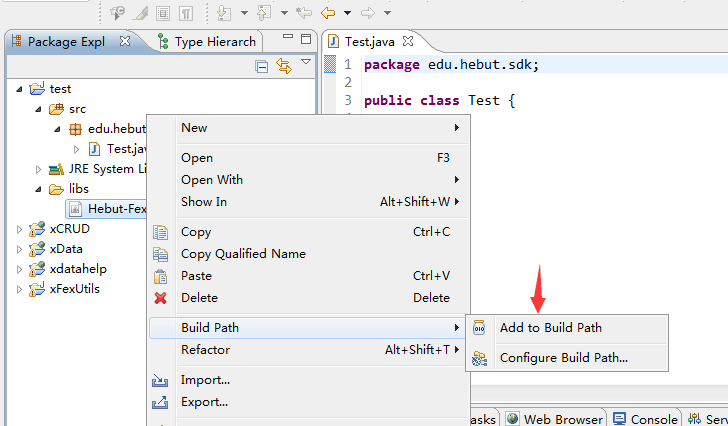 Package Expl
Type Hierarch
test
src
edu.hebut
Test.jav
JRE System Li
libs
Hebut-Fex
xCRUD
xData
xdatahelp
xFexUtils
Test.java
1 package edu.hebut.sdk;
2
3 public class Test {
New
Open F3
Open With
Show In Alt+Shift+W
Copy Ctrl+C
Copy Qualified Name
Paste Ctrl+V
Delete Delete
Build Path
Refactor Alt+Shift+T
Import...
Export...
Add to Build Path
Configure Build Path...
asks
Web Browser
Console
Serv